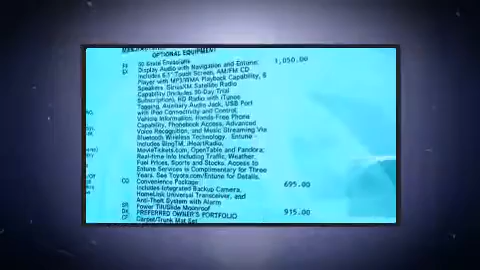 OPTIONAL EQUIPMENT
FE 50 State Emissions
Display Audio with Navigation and Entune: 1,050.00
Includes 6.1" Touch Screen, AM/FM CD
Player with MP3/WMA Playback Capability, 6
Speakers, SiriusXM Satellite Radio
Capability (Includes 90-Day Trial
Subscription), HD Radio with iTunes
Tagging, Auxiliary Audio Jack, USB Port
with iPod Connectivity and Control,
Vehicle Information, Hands-Free Phone
Capability, Phonebook Access, Advanced
Voice Recognition, and Music Streaming Via
Bluetooth Wireless Technology. Entune -
Includes BingTM, iHeartRadio,
MovieTickets.com, OpenTable and Pandora;
Real-Time Info Including Traffic, Weather,
Fuel Prices, Sports and Stocks. Access to
Entune Services is Complimentary for Three
Years. See Toyota.com/Entune for Details.
CQ Convenience Package: 695.00
Includes Integrated Backup Camera,
HomeLink Universal Transceiver, and
Anti-Theft System with Alarm
SR Power Tilt/Slide Moonroof 915.00
PREFERRED OWNER'S PORTFOLIO
CF Carpet/Trunk Mat Set